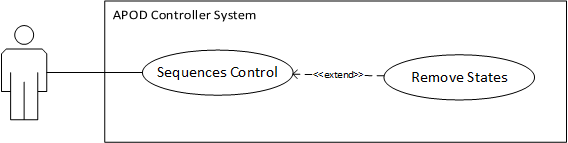 APOD Controller System
Sequences Control
<<extend>>
Remove States